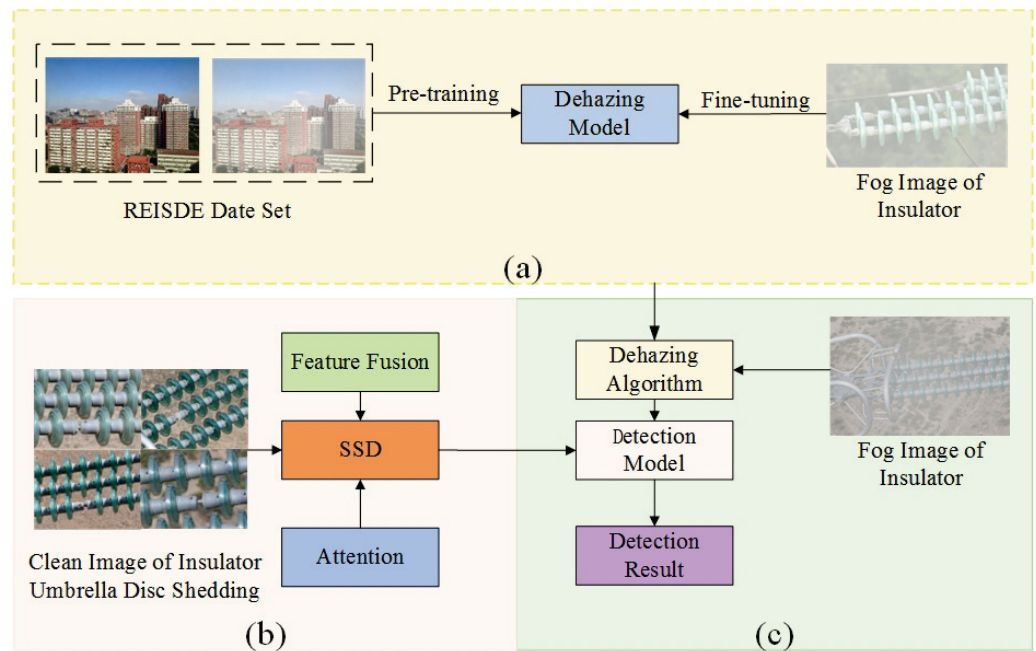 Pre-training
Dehazing
Model
Fine-tuning
REISDE Date Set
Fog Image of
Insulator
(a)
Feature Fusion
SSD
Attention
Clean Image of Insulator
Umbrella Disc Shedding
(b)
Dehazing
Algorithm
Detection
Model
Detection
Result
Fog Image of
Insulator
(c)